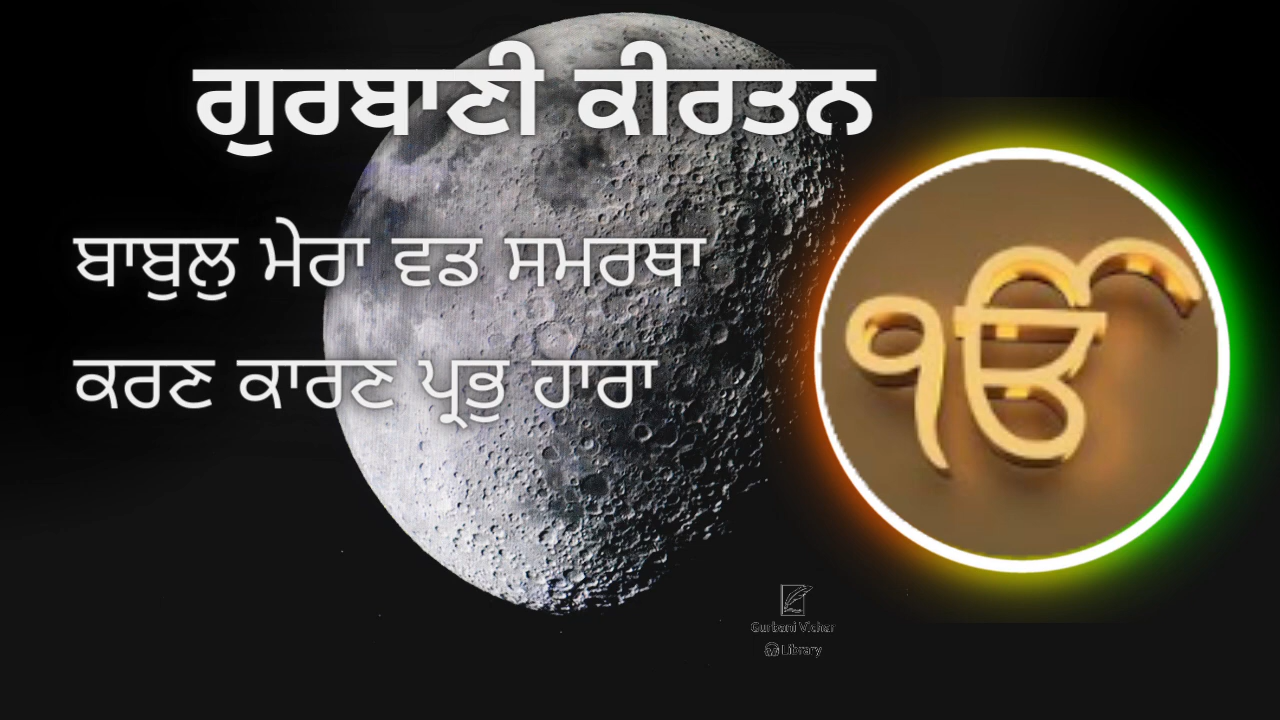 ਗੁਰਬਾਣੀ ਕੀਰਤਨ
ਬਾਬੁਲੁ ਮੇਰਾ ਵਡ ਸਮਰਥਾ
ਕਰਣ ਕਾਰਣ ਪ੍ਰਭੁ ਹਾਰਾ
ੴ
Gurbani Vichar
Library